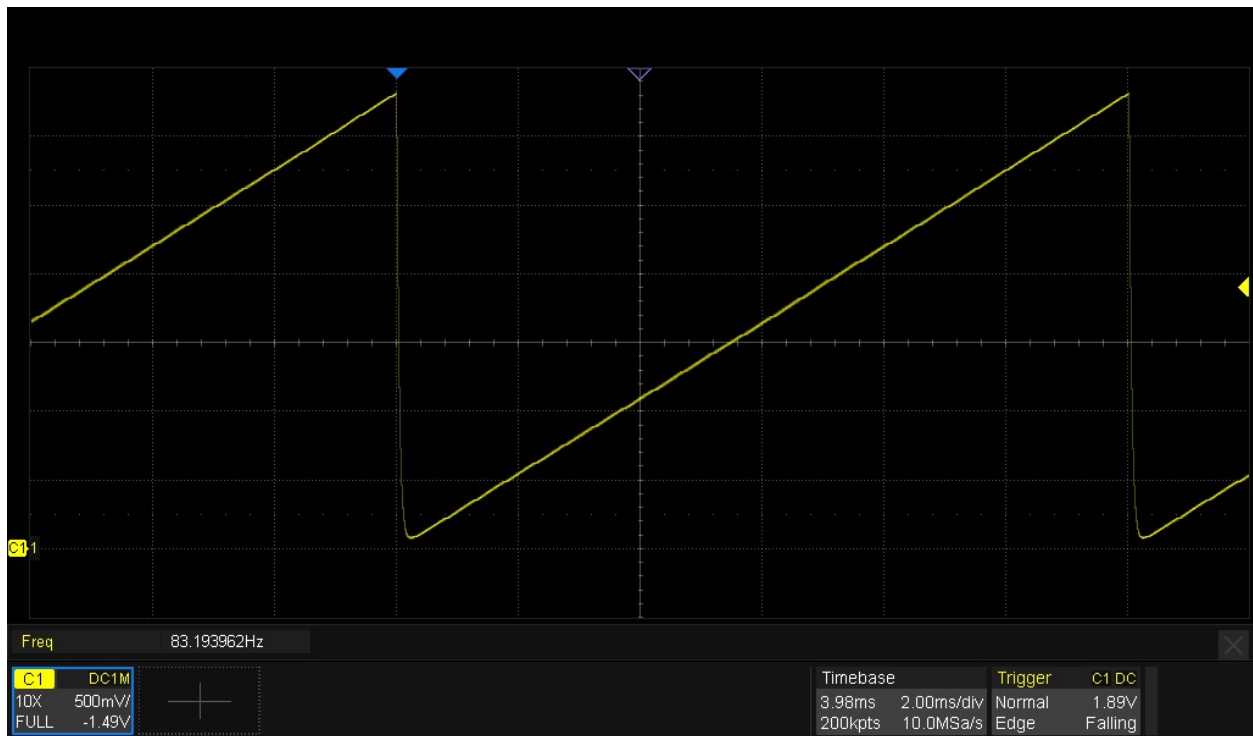 C1 1
Freq 83.193962Hz
C1 DC1M
10X 500mV/
FULL -1.49V
Timebase
3.98ms 2.00ms/div
200kpts 10.0MSa/s
Trigger C1 DC
Normal 1.89V
Edge Falling